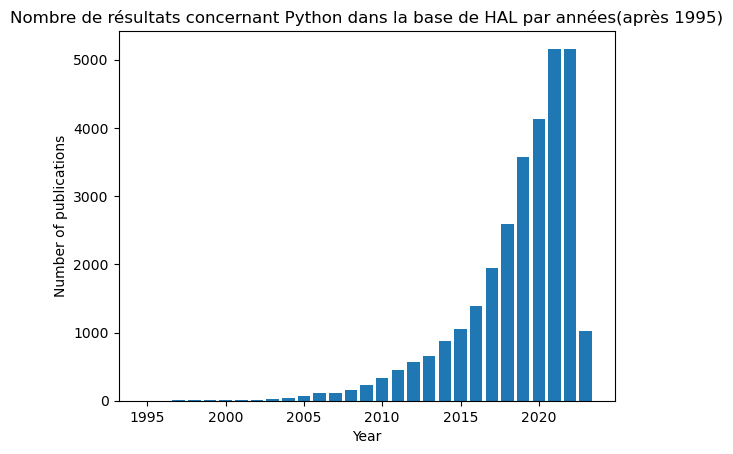 Nombre de résultats concernant Python dans la base de HAL par années(après 1995)
5000
4000
3000
2000
1000
0
Number of publications
1995 2000 2005 2010 2015 2020
Year